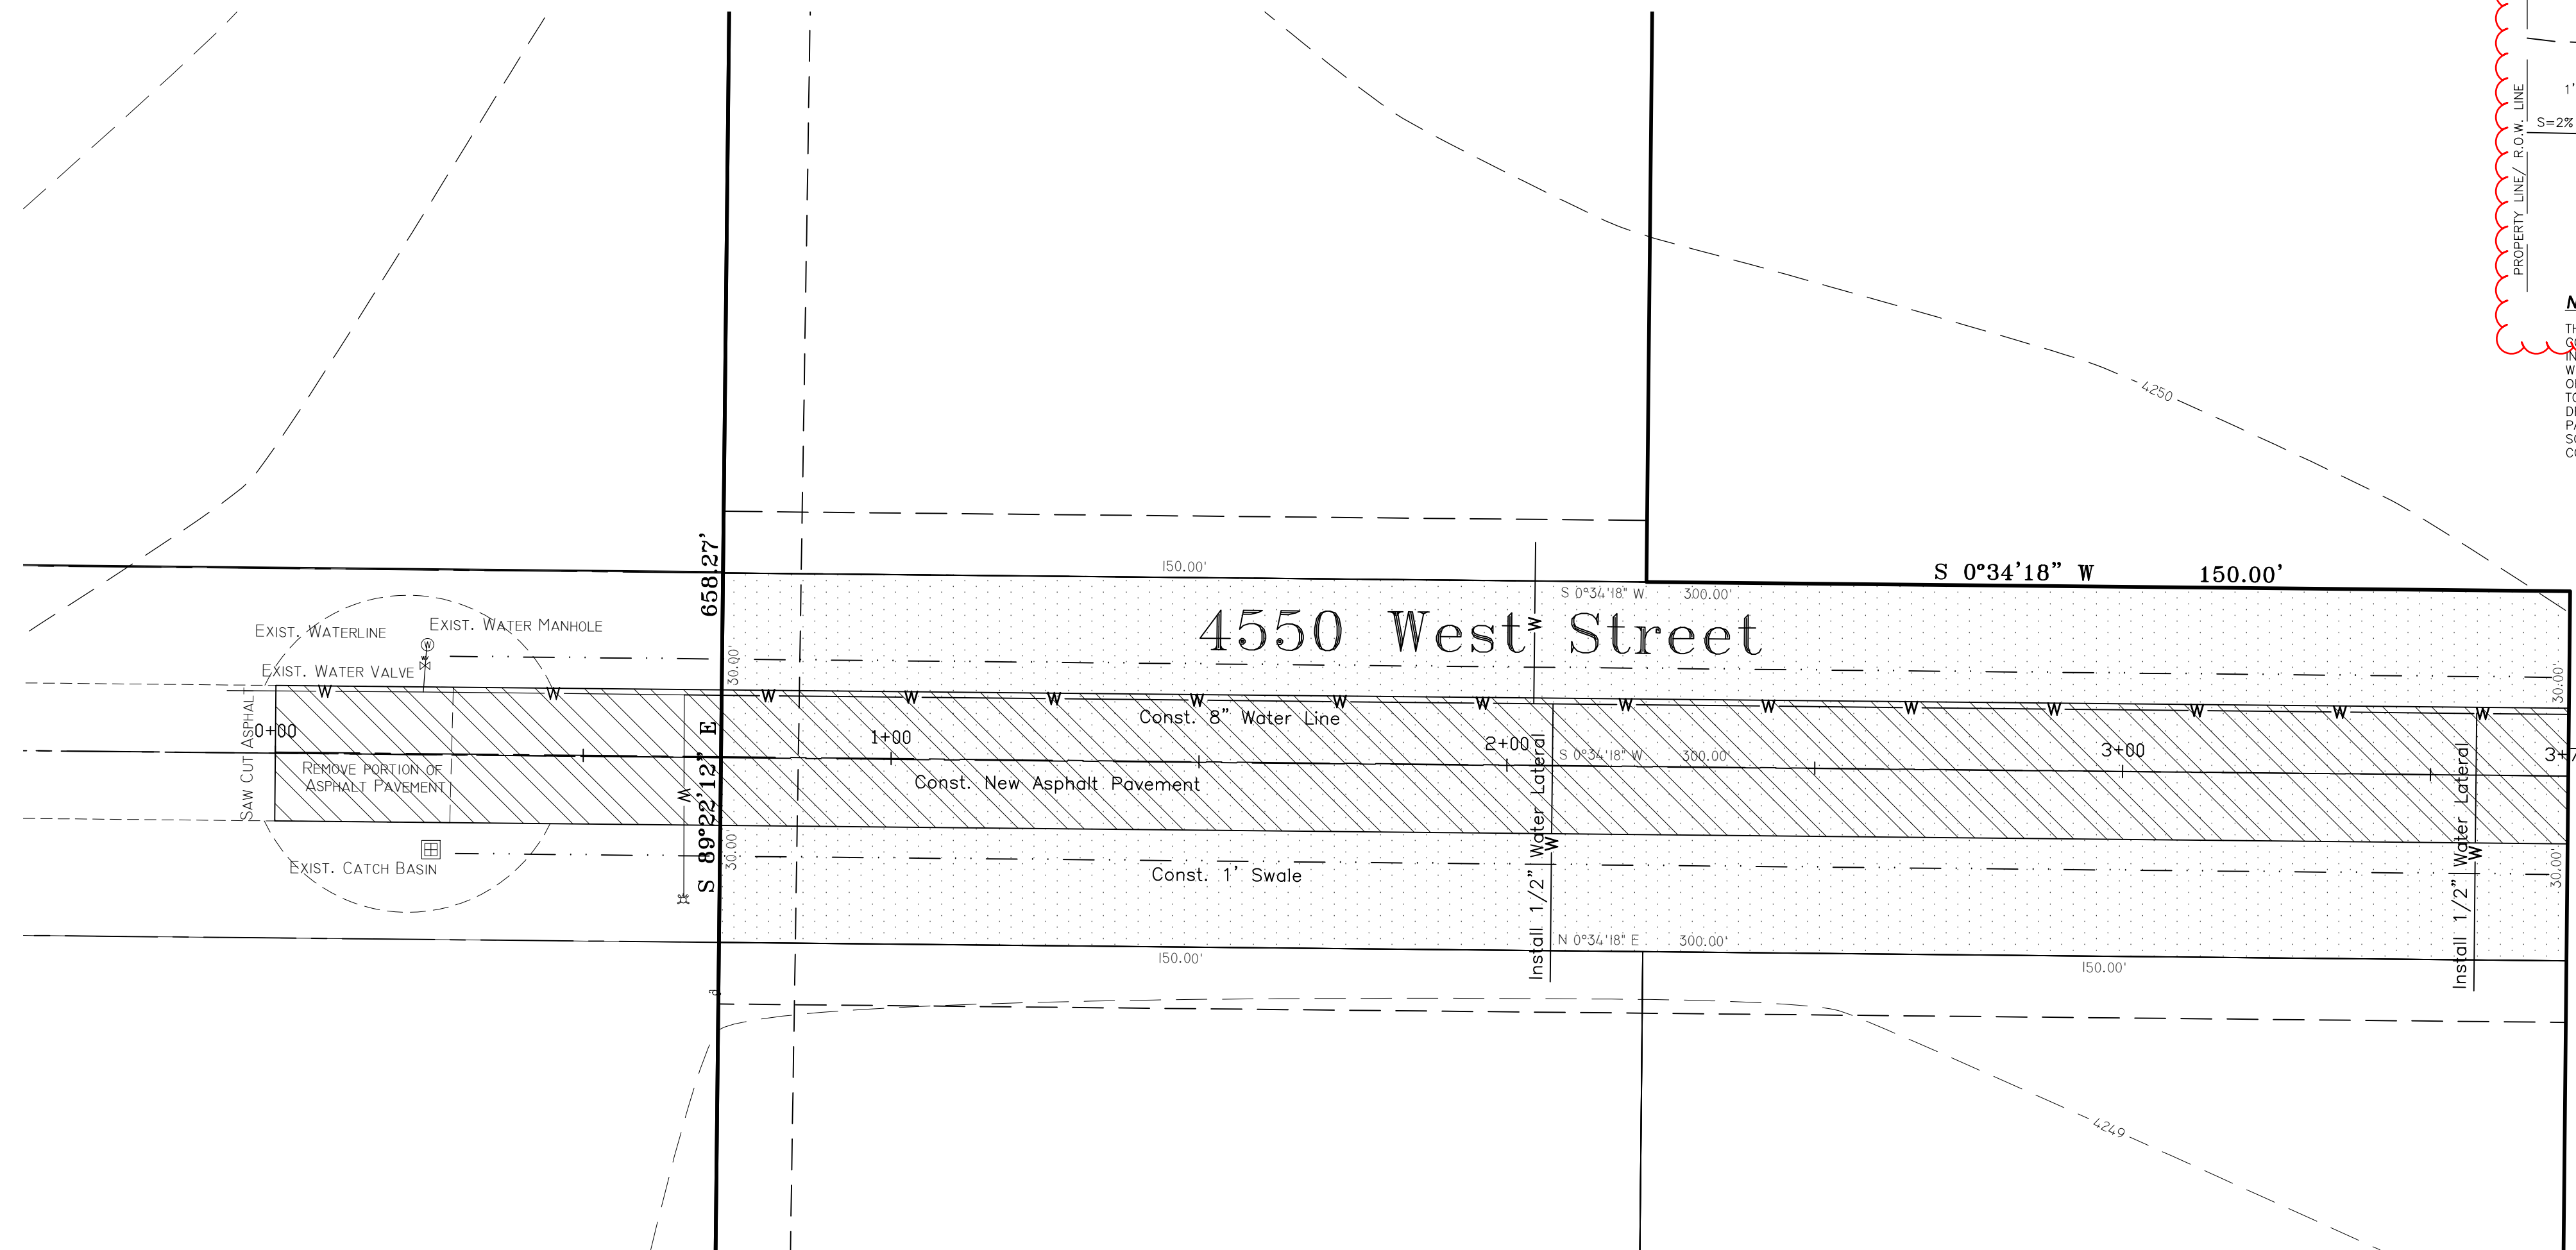 PROPERTY LINE/ R.O.W. LINE
1'
S=2%
4250
658.27'
S 89°22'12" E
150.00'
S 0°34'18" W 150.00'
S 0°34'18" W 300.00'
4550 West Street
EXIST. WATERLINE
EXIST. WATER MANHOLE
EXIST. WATER VALVE
W
30.00'
30.00'
W W W W W W W W W W W W W W W
SAW CUT ASPHALT
0+00
1+00
2+00
3+00
Const. 8" Water Line
S 0°34'18" W 300.00'
REMOVE PORTION OF
ASPHALT PAVEMENT
Const. New Asphalt Pavement
Install 1/2" Water Lateral
Install 1/2" Water Lateral
W
W
W
W
EXIST. CATCH BASIN
30.00'
30.00'
Const. 1' Swale
N 0°34'18" E 300.00'
150.00'
150.00'
4249